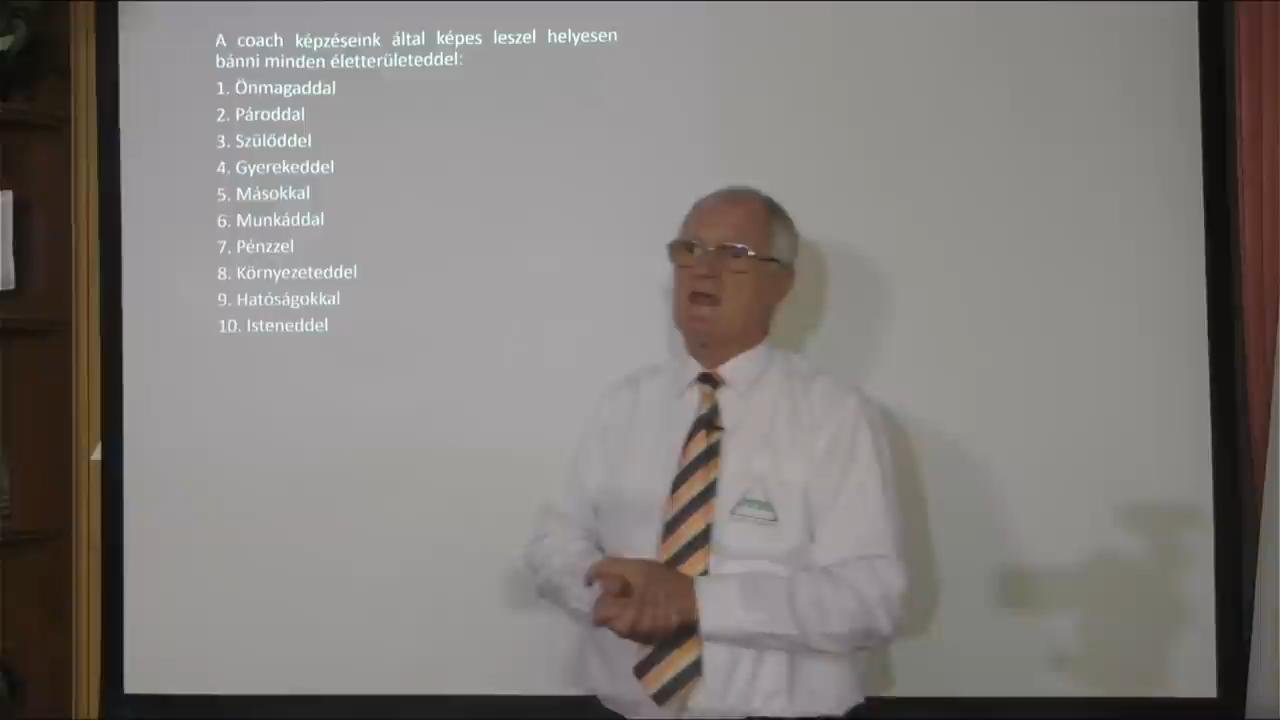 A coach képzéseink által képes leszel helyesen
bánni minden életterületeddel:
1. Önmagaddal
2. Pároddal
3. Szülőddel
4. Gyerekeddel
5. Másokkal
6. Munkáddal
7. Pénzzel
8. Környezeteddel
9. Hatóságokkal
10. Isteneddel